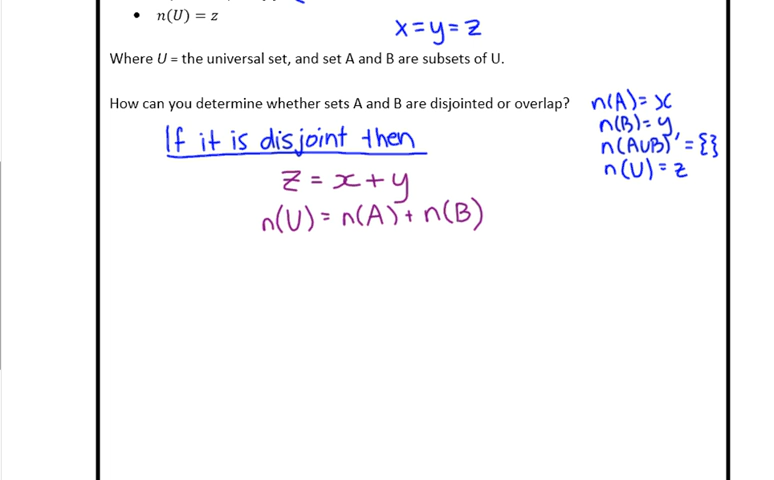 • n(U) = z
x=y=z
Where U = the universal set, and set A and B are subsets of U.
How can you determine whether sets A and B are disjointed or overlap?
n(A)= x
n(B)= y
n(A∪B)' = {}
n(U) = z
If it is disjoint then
z = x + y
n(U) = n(A) + n(B)